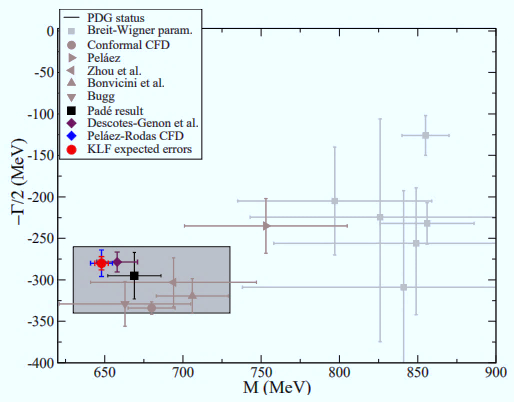 PDG status
Breit-Wigner param.
Conformal CFD
Peláez
Zhou et al.
Bonvicini et al.
Bugg
Padé result
Descotes-Genon et al.
Peláez-Rodas CFD
KLF expected errors
0
-50
-100
-150
-200
-250
-300
-350
-400
−Γ/2 (MeV)
650
700
750
800
850
900
M (MeV)